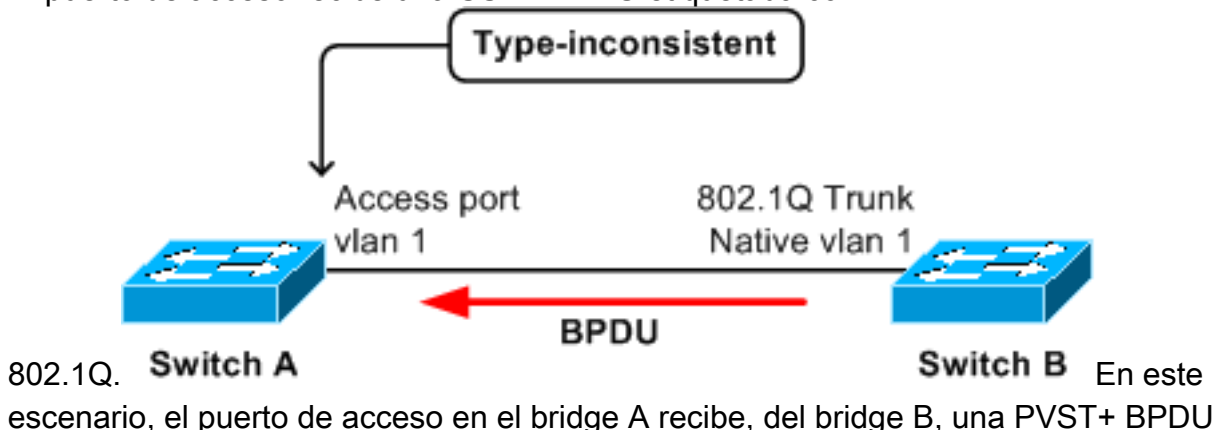 Type-inconsistent
Access port
vlan 1
802.1Q Trunk
Native vlan 1
BPDU
802.1Q. Switch A Switch B En este
escenario, el puerto de acceso en el bridge A recibe, del bridge B, una PVST+ BPDU